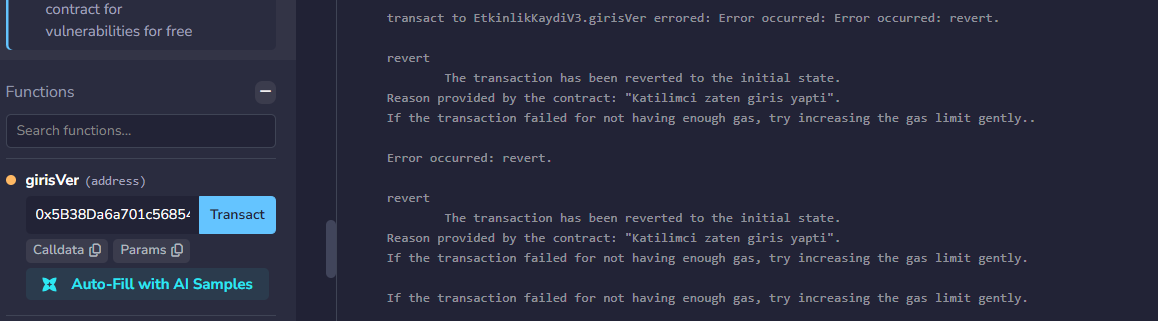 contract for
vulnerabilities for free
Functions
Search functions...
girisVer (address)
0x5B38Da6a701c56854
Transact
Calldata
Params
Auto-Fill with AI Samples
transact to EtkinlikKaydiV3.girisVer errored: Error occurred: Error occurred: revert.
revert
The transaction has been reverted to the initial state.
Reason provided by the contract: "Katilimci zaten giris yapti".
If the transaction failed for not having enough gas, try increasing the gas limit gently..
Error occurred: revert.
revert
The transaction has been reverted to the initial state.
Reason provided by the contract: "Katilimci zaten giris yapti".
If the transaction failed for not having enough gas, try increasing the gas limit gently.
If the transaction failed for not having enough gas, try increasing the gas limit gently.